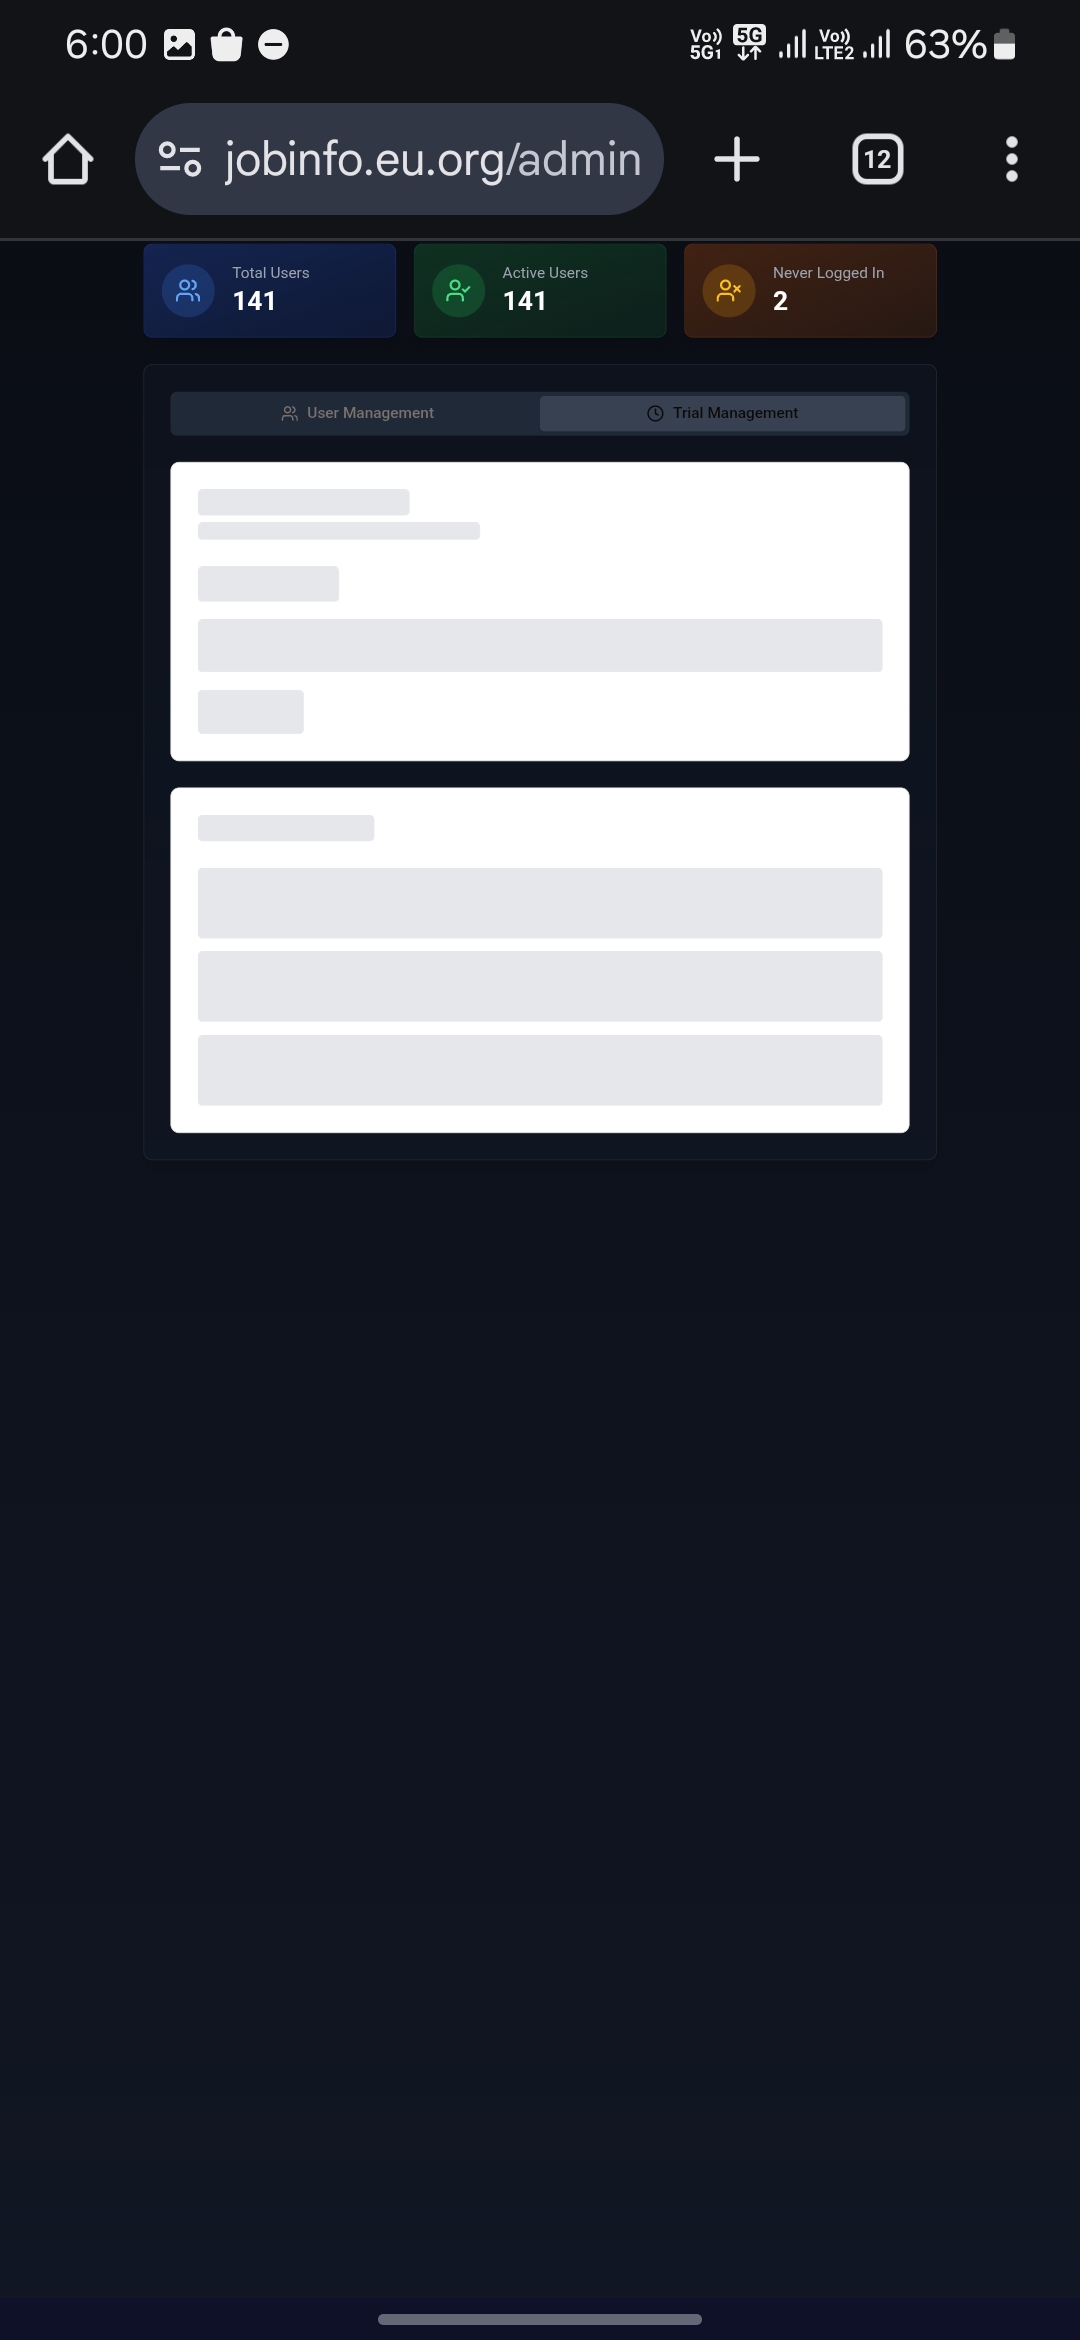 6:00
Vo)) 5G1 5G Vo)) LTE2 63%
jobinfo.eu.org/admin
12
Total Users
141
Active Users
141
Never Logged In
2
User Management
Trial Management